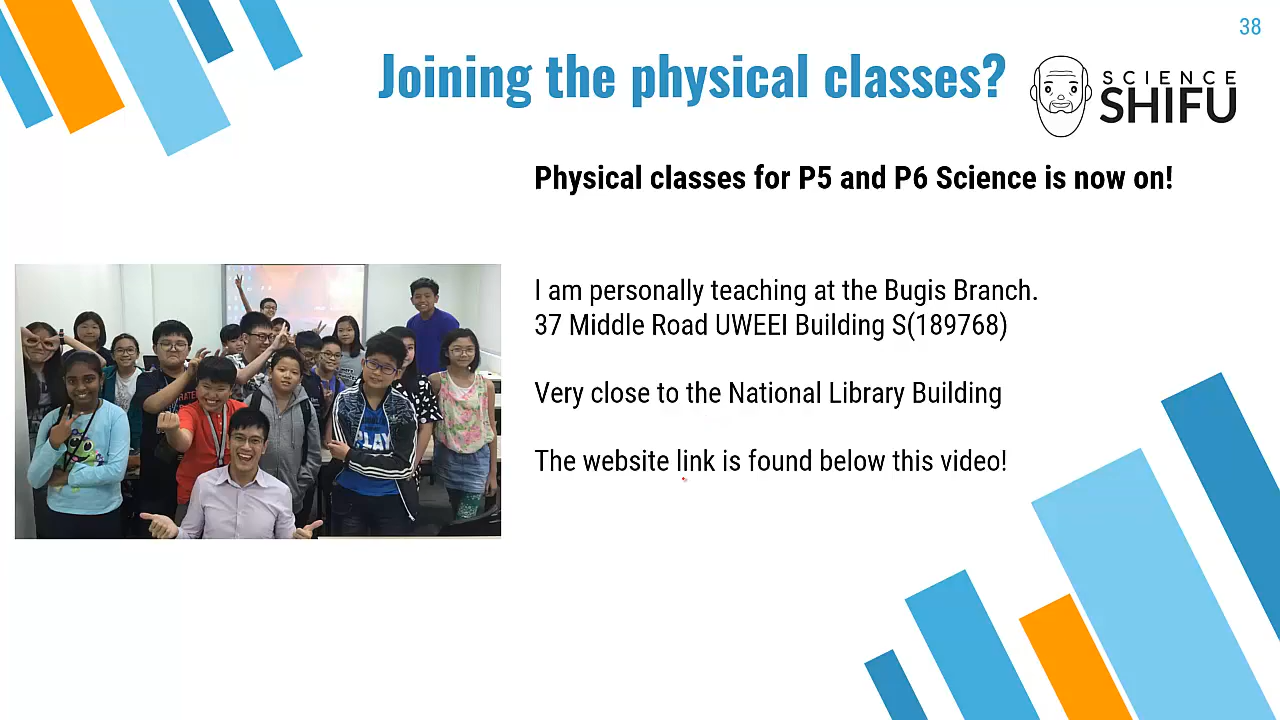 38
Joining the physical classes?
SCIENCE
SHIFU
Physical classes for P5 and P6 Science is now on!
I am personally teaching at the Bugis Branch.
37 Middle Road UWEEI Building S(189768)
Very close to the National Library Building
The website link is found below this video!
PLAY